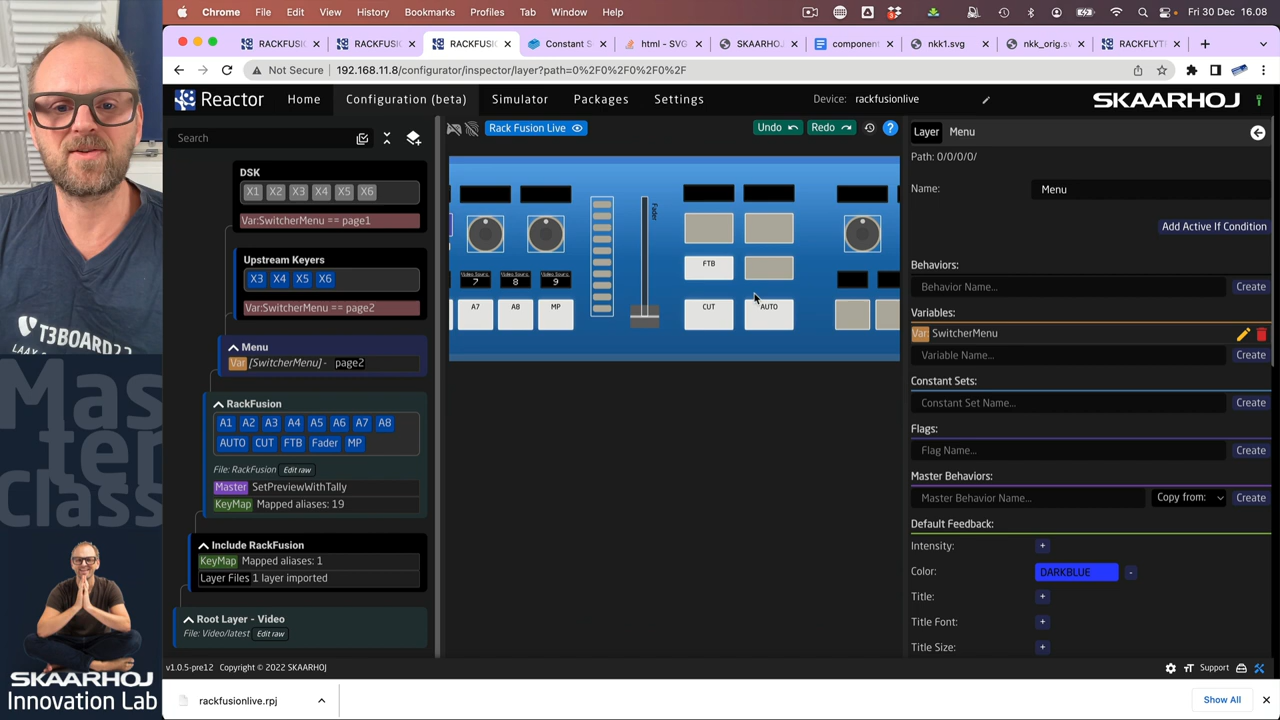 Chrome File Edit View History Bookmarks Profiles Tab Window Help Fri 30 Dec 16.08
RACKFUSI RACKFUSI RACKFUSI Constant S html - SVG SKAARHOJ component nkk1.svg nkk_orig.sv RACKFLYT
Not Secure 192.168.11.8/configurator/inspector/layer?path=0%2F0%2F0%2F0%2F
Reactor Home Configuration (beta) Simulator Packages Settings Device: rackfusionlive SKAARHOJ
Search
Rack Fusion Live
Undo Redo ?
Layer Menu
Path: 0/0/0/0/
Name: Menu
Add Active If Condition
DSK
X1 X2 X3 X4 X5 X6
Var:SwitcherMenu == page1
Upstream Keyers
X3 X4 X5 X6
Var:SwitcherMenu == page2
Menu
Var [SwitcherMenu] - page2
RackFusion
A1 A2 A3 A4 A5 A6 A7 A8
AUTO CUT FTB Fader MP
File: RackFusion Edit raw
Master SetPreviewWithTally
KeyMap Mapped aliases: 19
Include RackFusion
KeyMap Mapped aliases: 1
Layer Files 1 layer imported
Root Layer - Video
File: Video/latest Edit raw
Fader
7 8 9
FTB
A7 A8 MP CUT AUTO
Behaviors:
Behavior Name... Create
Variables:
Var: SwitcherMenu
Variable Name... Create
Constant Sets:
Constant Set Name... Create
Flags:
Flag Name... Create
Master Behaviors:
Master Behavior Name... Copy from: Create
Default Feedback:
Intensity: +
Color: DARKBLUE -
Title: +
Title Font: +
Title Size: +
v1.0.5-pre12 Copyright © 2022 SKAARHOJ Support
rackfusionlive.rpj Show All
T3BOARD22
Mas
ter
Class
SKAARHOJ
Innovation Lab